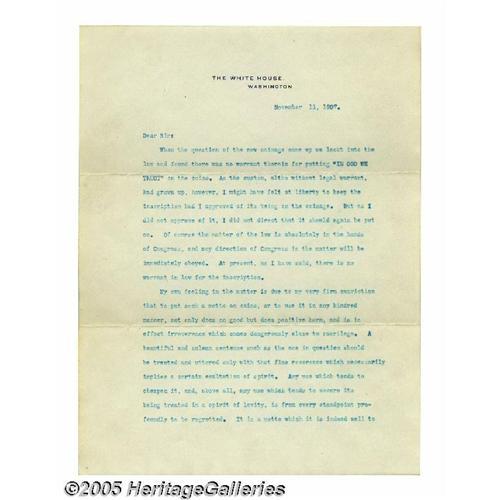 THE WHITE HOUSE.
WASHINGTON
November 11, 1907.
Dear Sir:
When the question of the new coinage came up we lookt into the
law and found there was no warrant therein for putting "IN GOD WE
TRUST" on the coins. As the custom, altho without legal warrant,
had grown up, however, I might have felt at liberty to keep the
inscription had I approved of its being on the coinage. But as I
did not approve of it, I did not direct that it should again be put
on. Of course the matter of the law is absolutely in the hands
of Congress, and any direction of Congress in the matter will be
immediately obeyed. At present, as I have said, there is no
warrant in law for the inscription.
My own feeling in the matter is due to my very firm conviction
that to put such a motto on coins, or to use it in any kindred
manner, not only does no good but does positive harm, and is in
effect irreverence which comes dangerously close to sacrilege. A
beautiful and solemn sentence such as the one in question should
be treated and uttered only with that fine reverence which necessarily
implies a certain exaltation of spirit. Any use which tends to
cheapen it, and, above all, any use which tends to secure its
being treated in a spirit of levity, is from every standpoint pro-
foundly to be regretted. It is a motto which it is indeed well to
©2005 HeritageGalleries